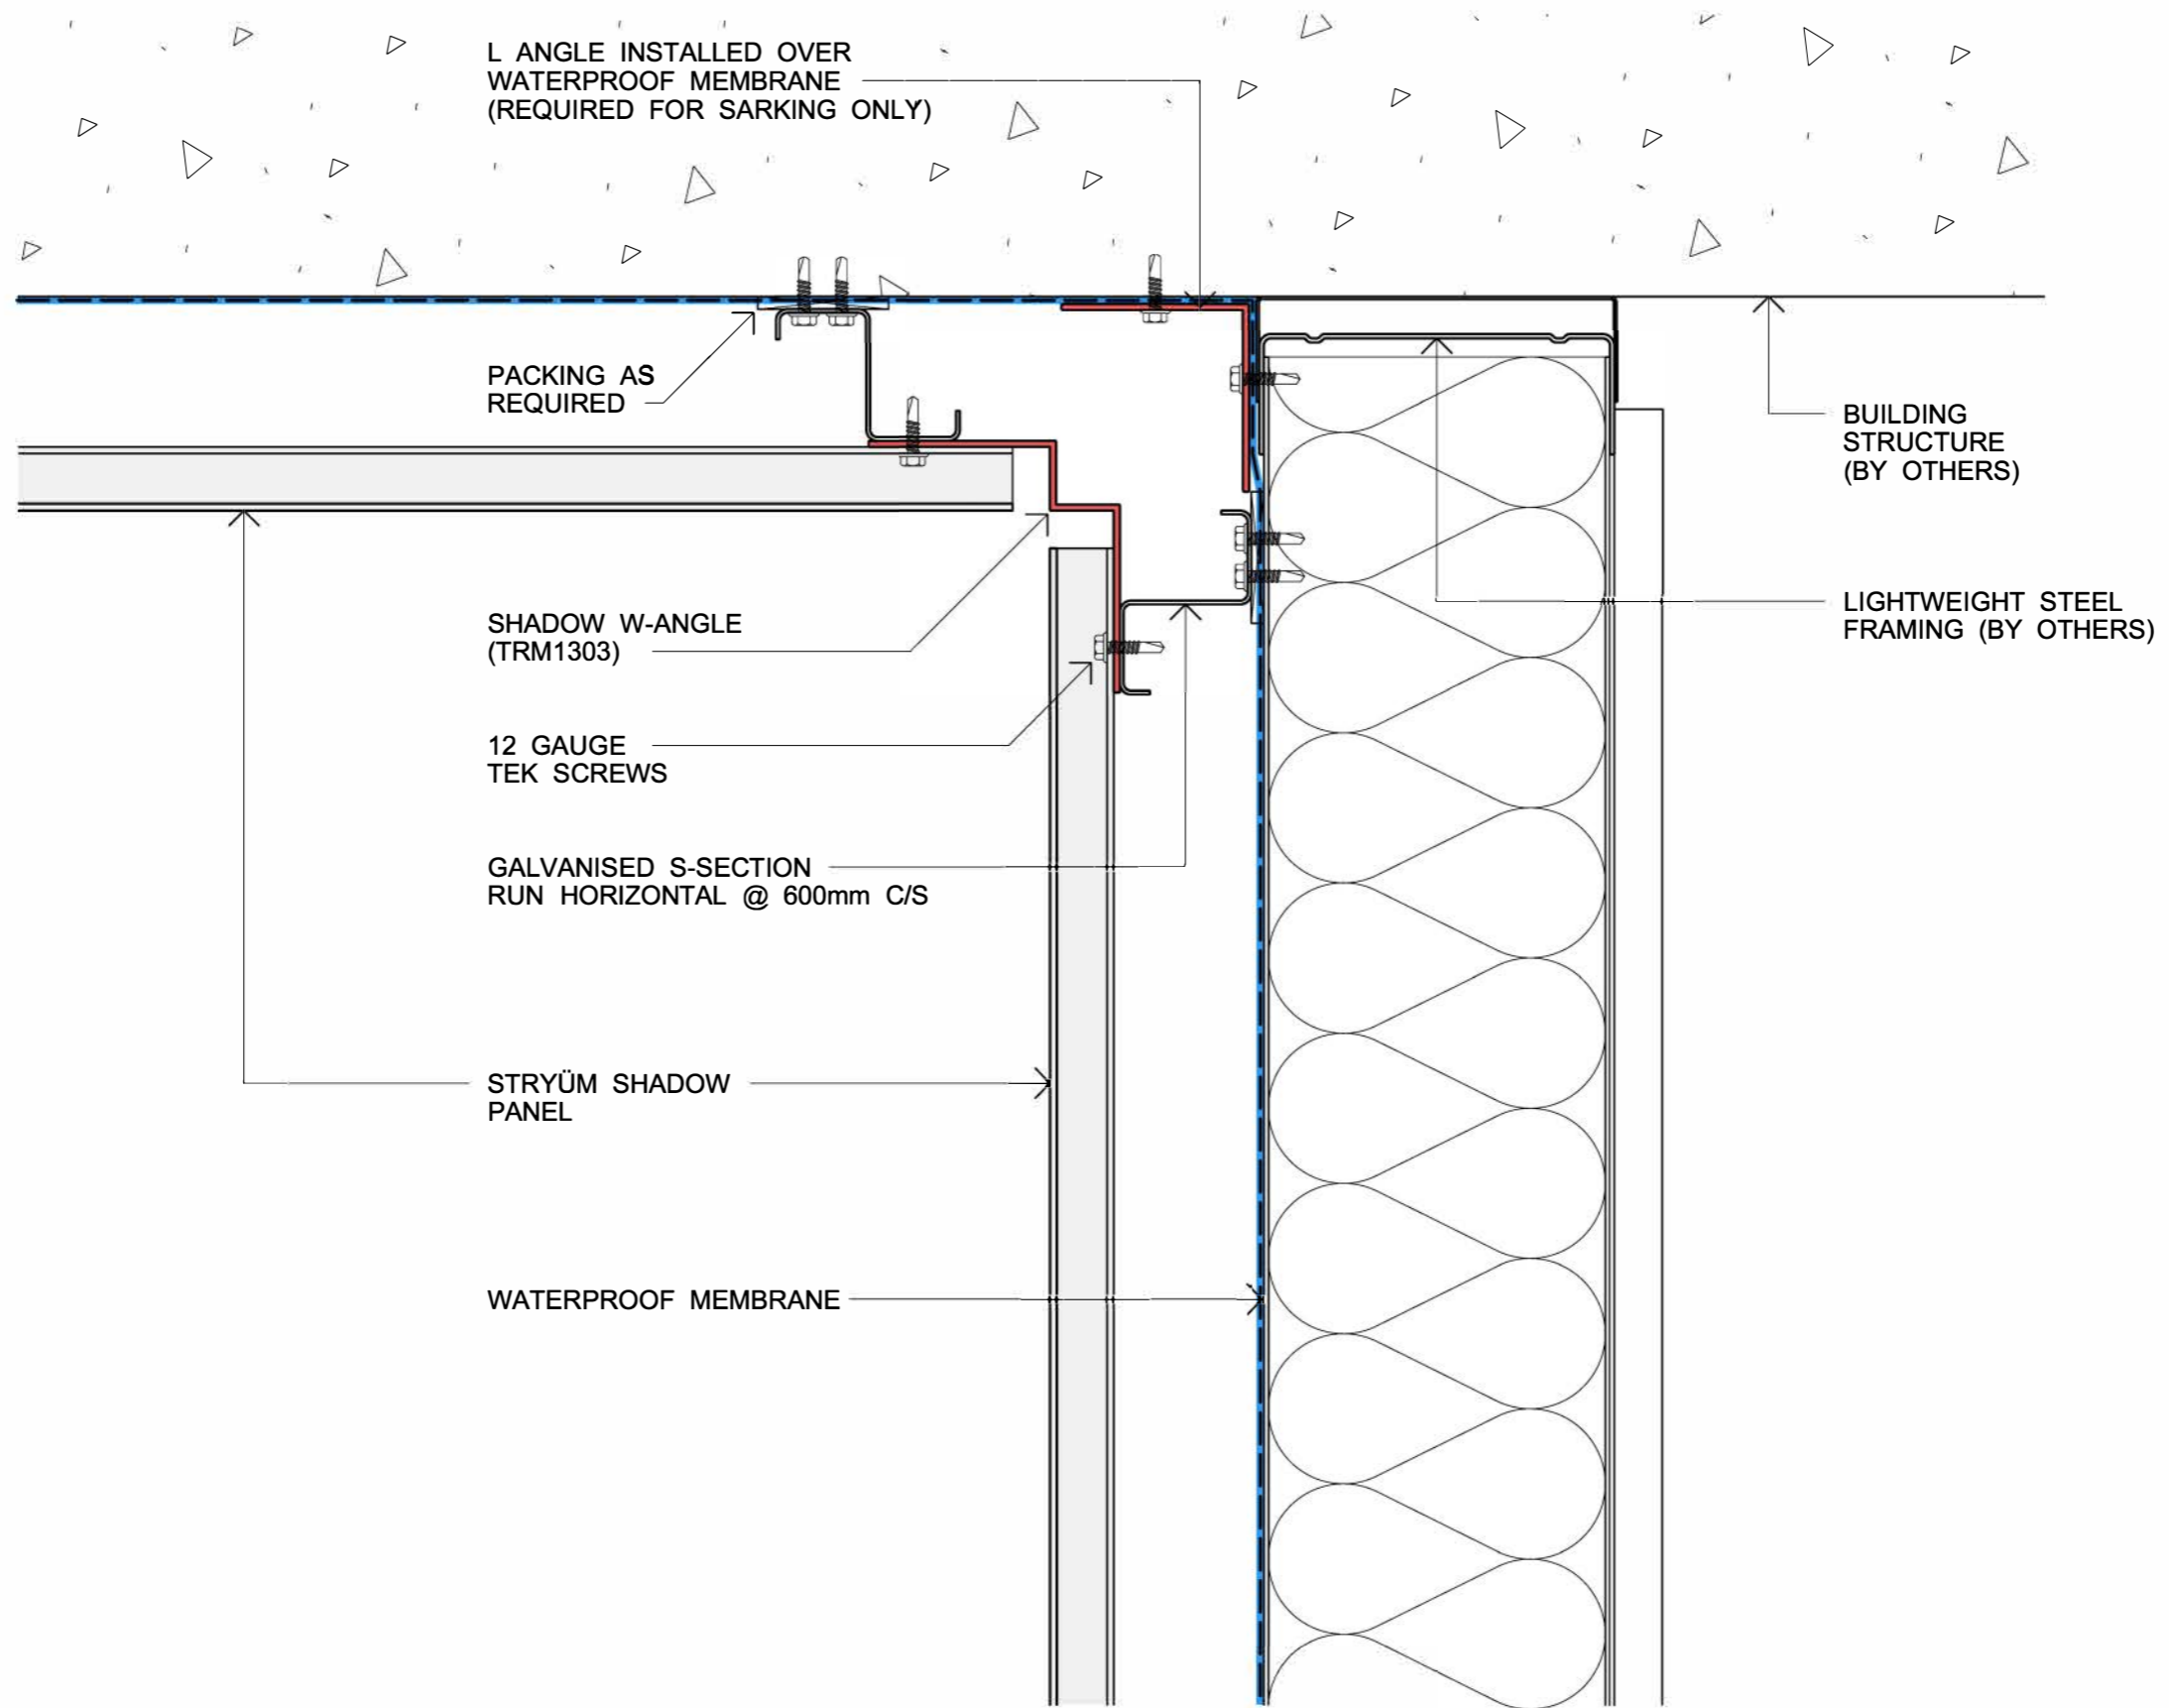 L ANGLE INSTALLED OVER
WATERPROOF MEMBRANE
(REQUIRED FOR SARKING ONLY)
PACKING AS
REQUIRED
BUILDING
STRUCTURE
(BY OTHERS)
SHADOW W-ANGLE
(TRM1303)
LIGHTWEIGHT STEEL
FRAMING (BY OTHERS)
12 GAUGE
TEK SCREWS
GALVANISED S-SECTION
RUN HORIZONTAL @ 600mm C/S
STRYÜM SHADOW
PANEL
WATERPROOF MEMBRANE